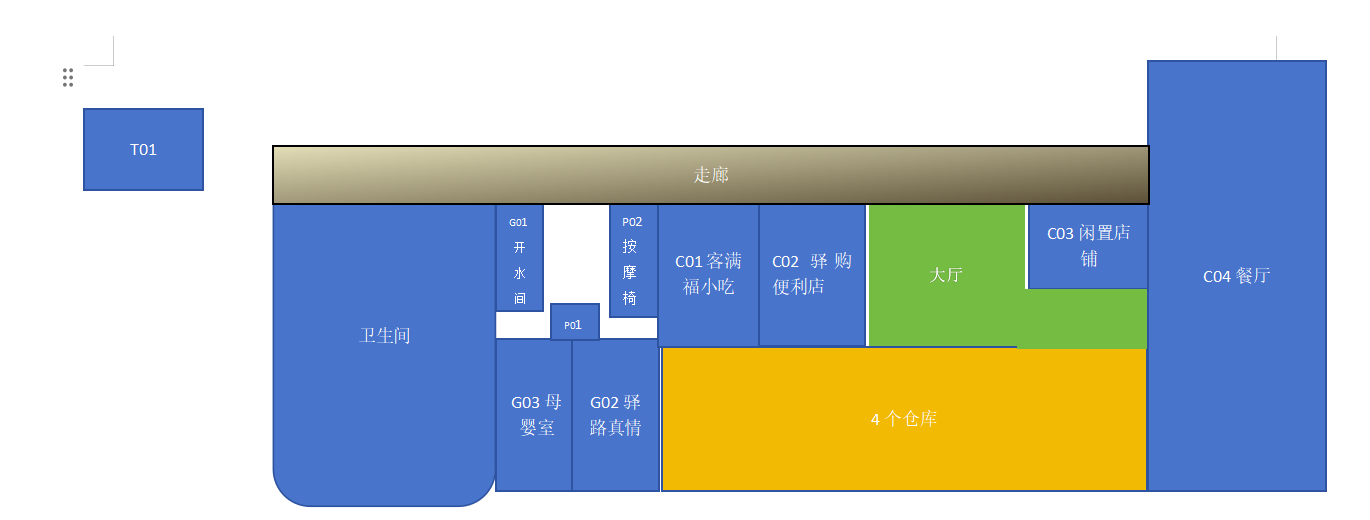 T01
走廊
G01
开
水
间
P02
按
摩
椅
C01 客满
福小吃
C02 驿购
便利店
大厅
C03 闲置店
铺
C04 餐厅
卫生间
P01
G03 母
婴室
G02 驿
路真情
4 个仓库